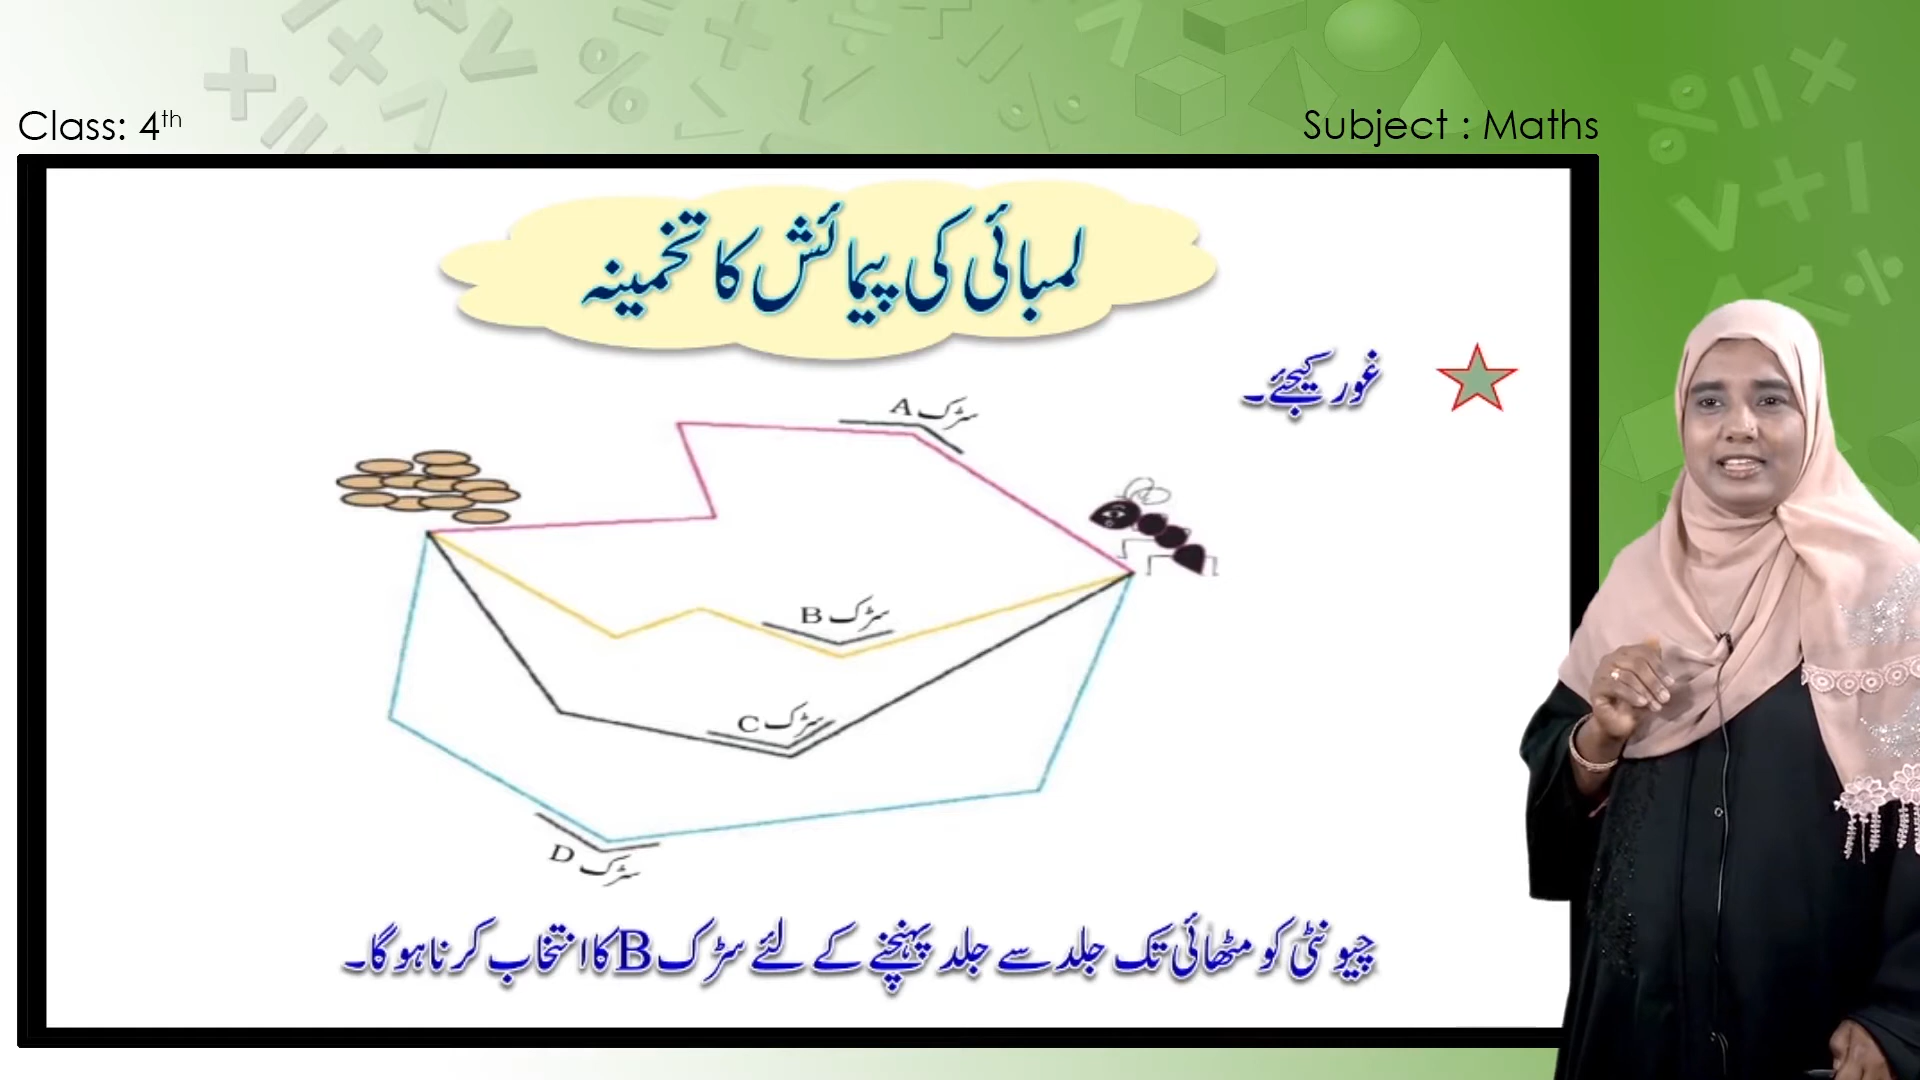 Class: 4th
Subject : Maths
لمبائی کی پیمائش کا تخمینہ
غور کیجئے۔
سڑک A
سڑک B
سڑک C
سڑک D
چیونٹی کو مٹھائی تک جلد سے جلد پہنچنے کے لئے سڑک B کا انتخاب کرنا ہوگا۔